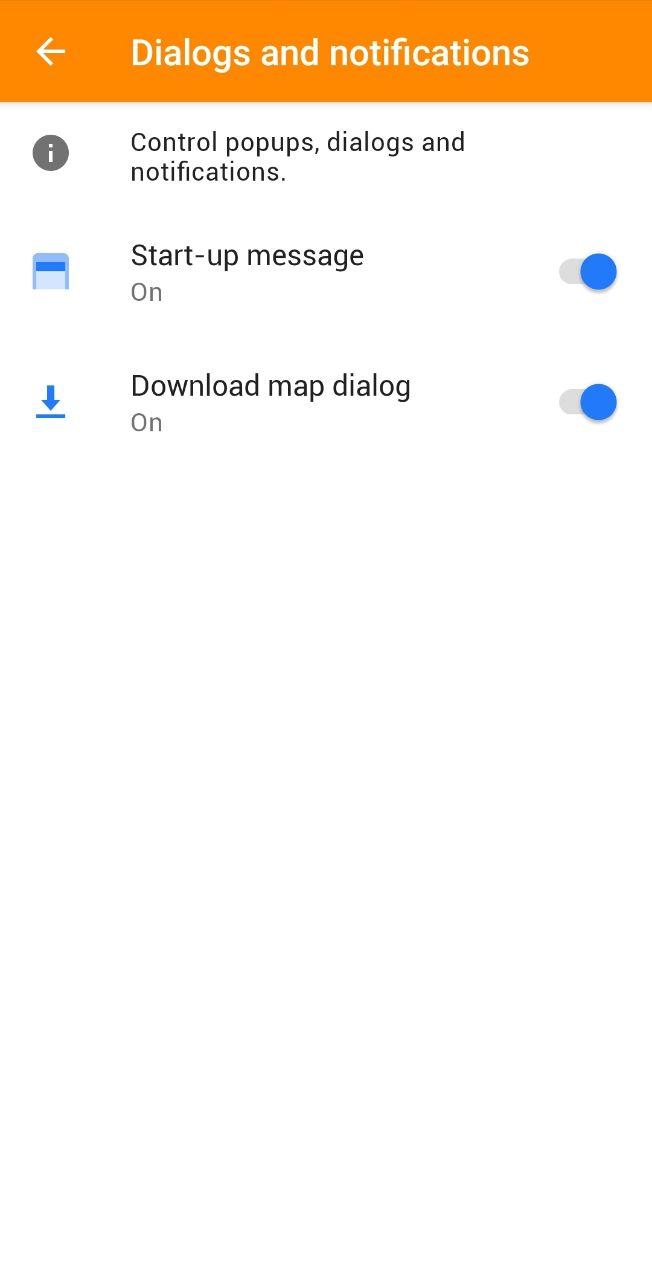 Dialogs and notifications
Control popups, dialogs and
notifications.
Start-up message
On
Download map dialog
On